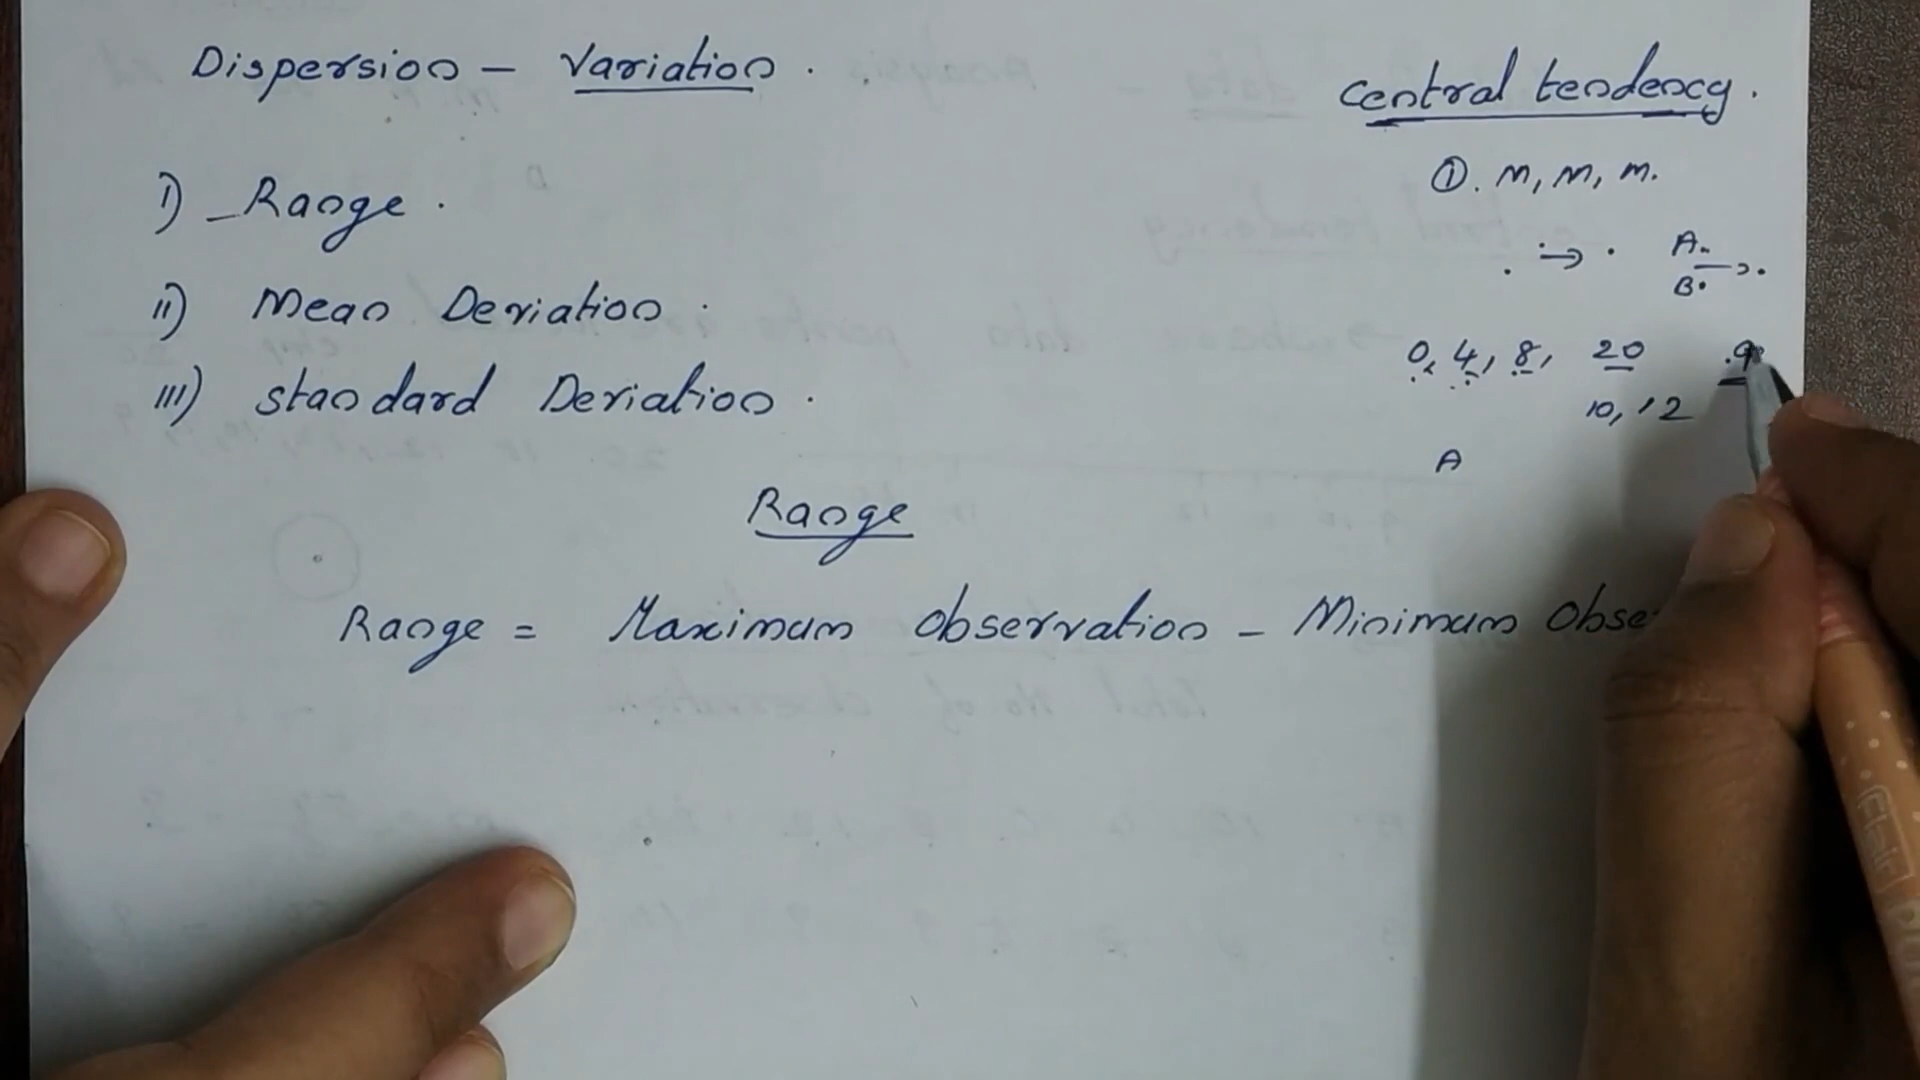 Dispersion - Variation.
Central tendency.
①. m, m, m.
i) Range.
. → .
A.
B. →.
ii) Mean Deviation.
0, 4, 8, 20
10, 12
iii) standard Deviation.
A
Range
Range = Maximum Observation - Minimum Obse